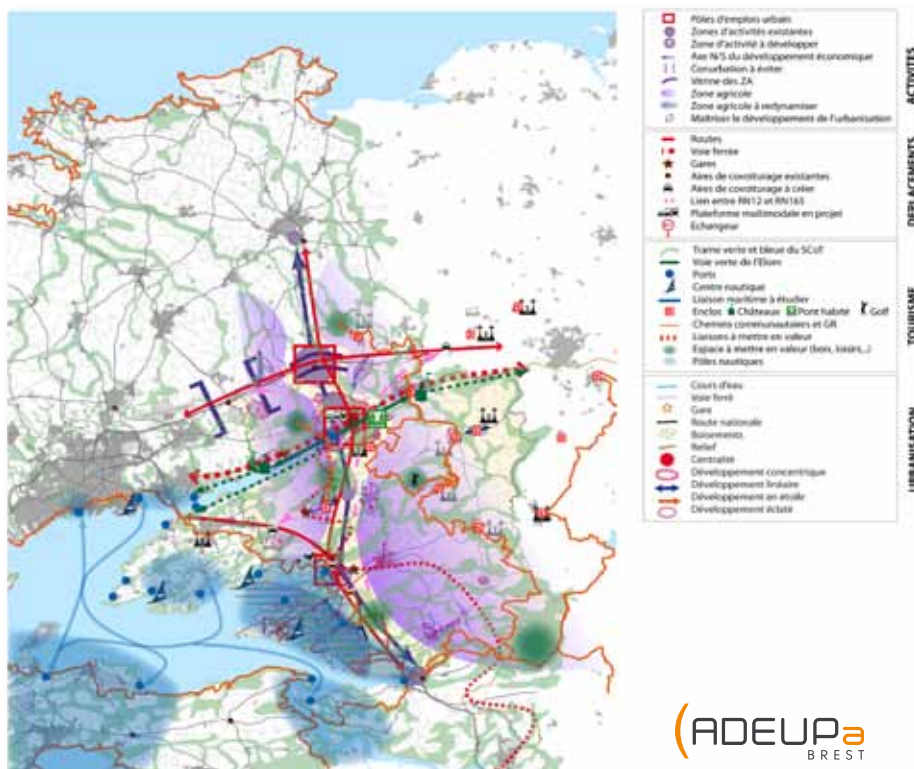 Pôles d'emplois urbain
Zones d'activités existantes
Zone d'activité à développer
Axe N/S du développement économique
Conurbation à éviter
Vitrine des ZA
Zone agricole
Zone agricole à redynamiser
Maîtriser le développement de l'urbanisation
ACTIVITÉS
Routes
Voie ferrée
Gares
Aires de covoiturage existantes
Aires de covoiturage à créer
Lien entre RN12 et RN165
Plateforme multimodale en projet
Echangeur
DEPLACEMENTS
Trame verte et bleue du SCoT
Voie verte de l'Elorn
Ports
Centre nautique
Liaison maritime à étudier
Enclos Châteaux Pont habité Golf
Chemins communautaires et GR
Liaisons à mettre en valeur
Espace à mettre en valeur (bois, loisirs,..)
Pôles nautiques
TOURISME
Cours d'eau
Voie ferré
Gare
Route nationale
Boisements
Relief
Centralité
Développement concentrique
Développement linéaire
Développement en étoile
Développement éclaté
URBANISATION
ADEUPa
BREST